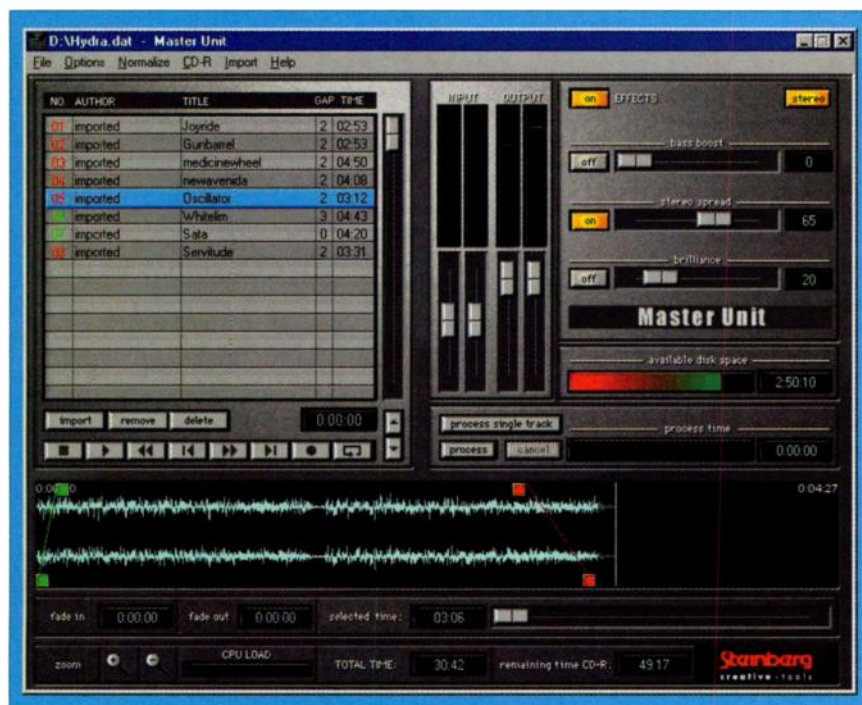 D:\Hydra.dat - Master Unit
File Options Normalize CD-R Import Help
NO. AUTHOR TITLE GAP TIME
01 imported Joyride 2 02:53
02 imported Gunbarrel 2 02:53
03 imported medicinewheel 2 04:50
04 imported newavenida 2 04:08
05 imported Oscillator 2 03:12
06 imported Whitelim 3 04:43
07 imported Sata 0 04:20
08 imported Servitude 2 03:31
import remove delete 0:00:00
INPUT OUTPUT
on EFFECTS stereo
bass boost
off 0
stereo spread
on 65
brilliance
off 20
Master Unit
available disk space
2:50:10
process single track
process time
process cancel 0:00:00
0:04:27
fade in 0:00:00 fade out 0:00:00 selected time: 03:06
zoom CPU LOAD TOTAL TIME: 30:42 remaining time CD-R: 49:17
Steinberg
creative-tools